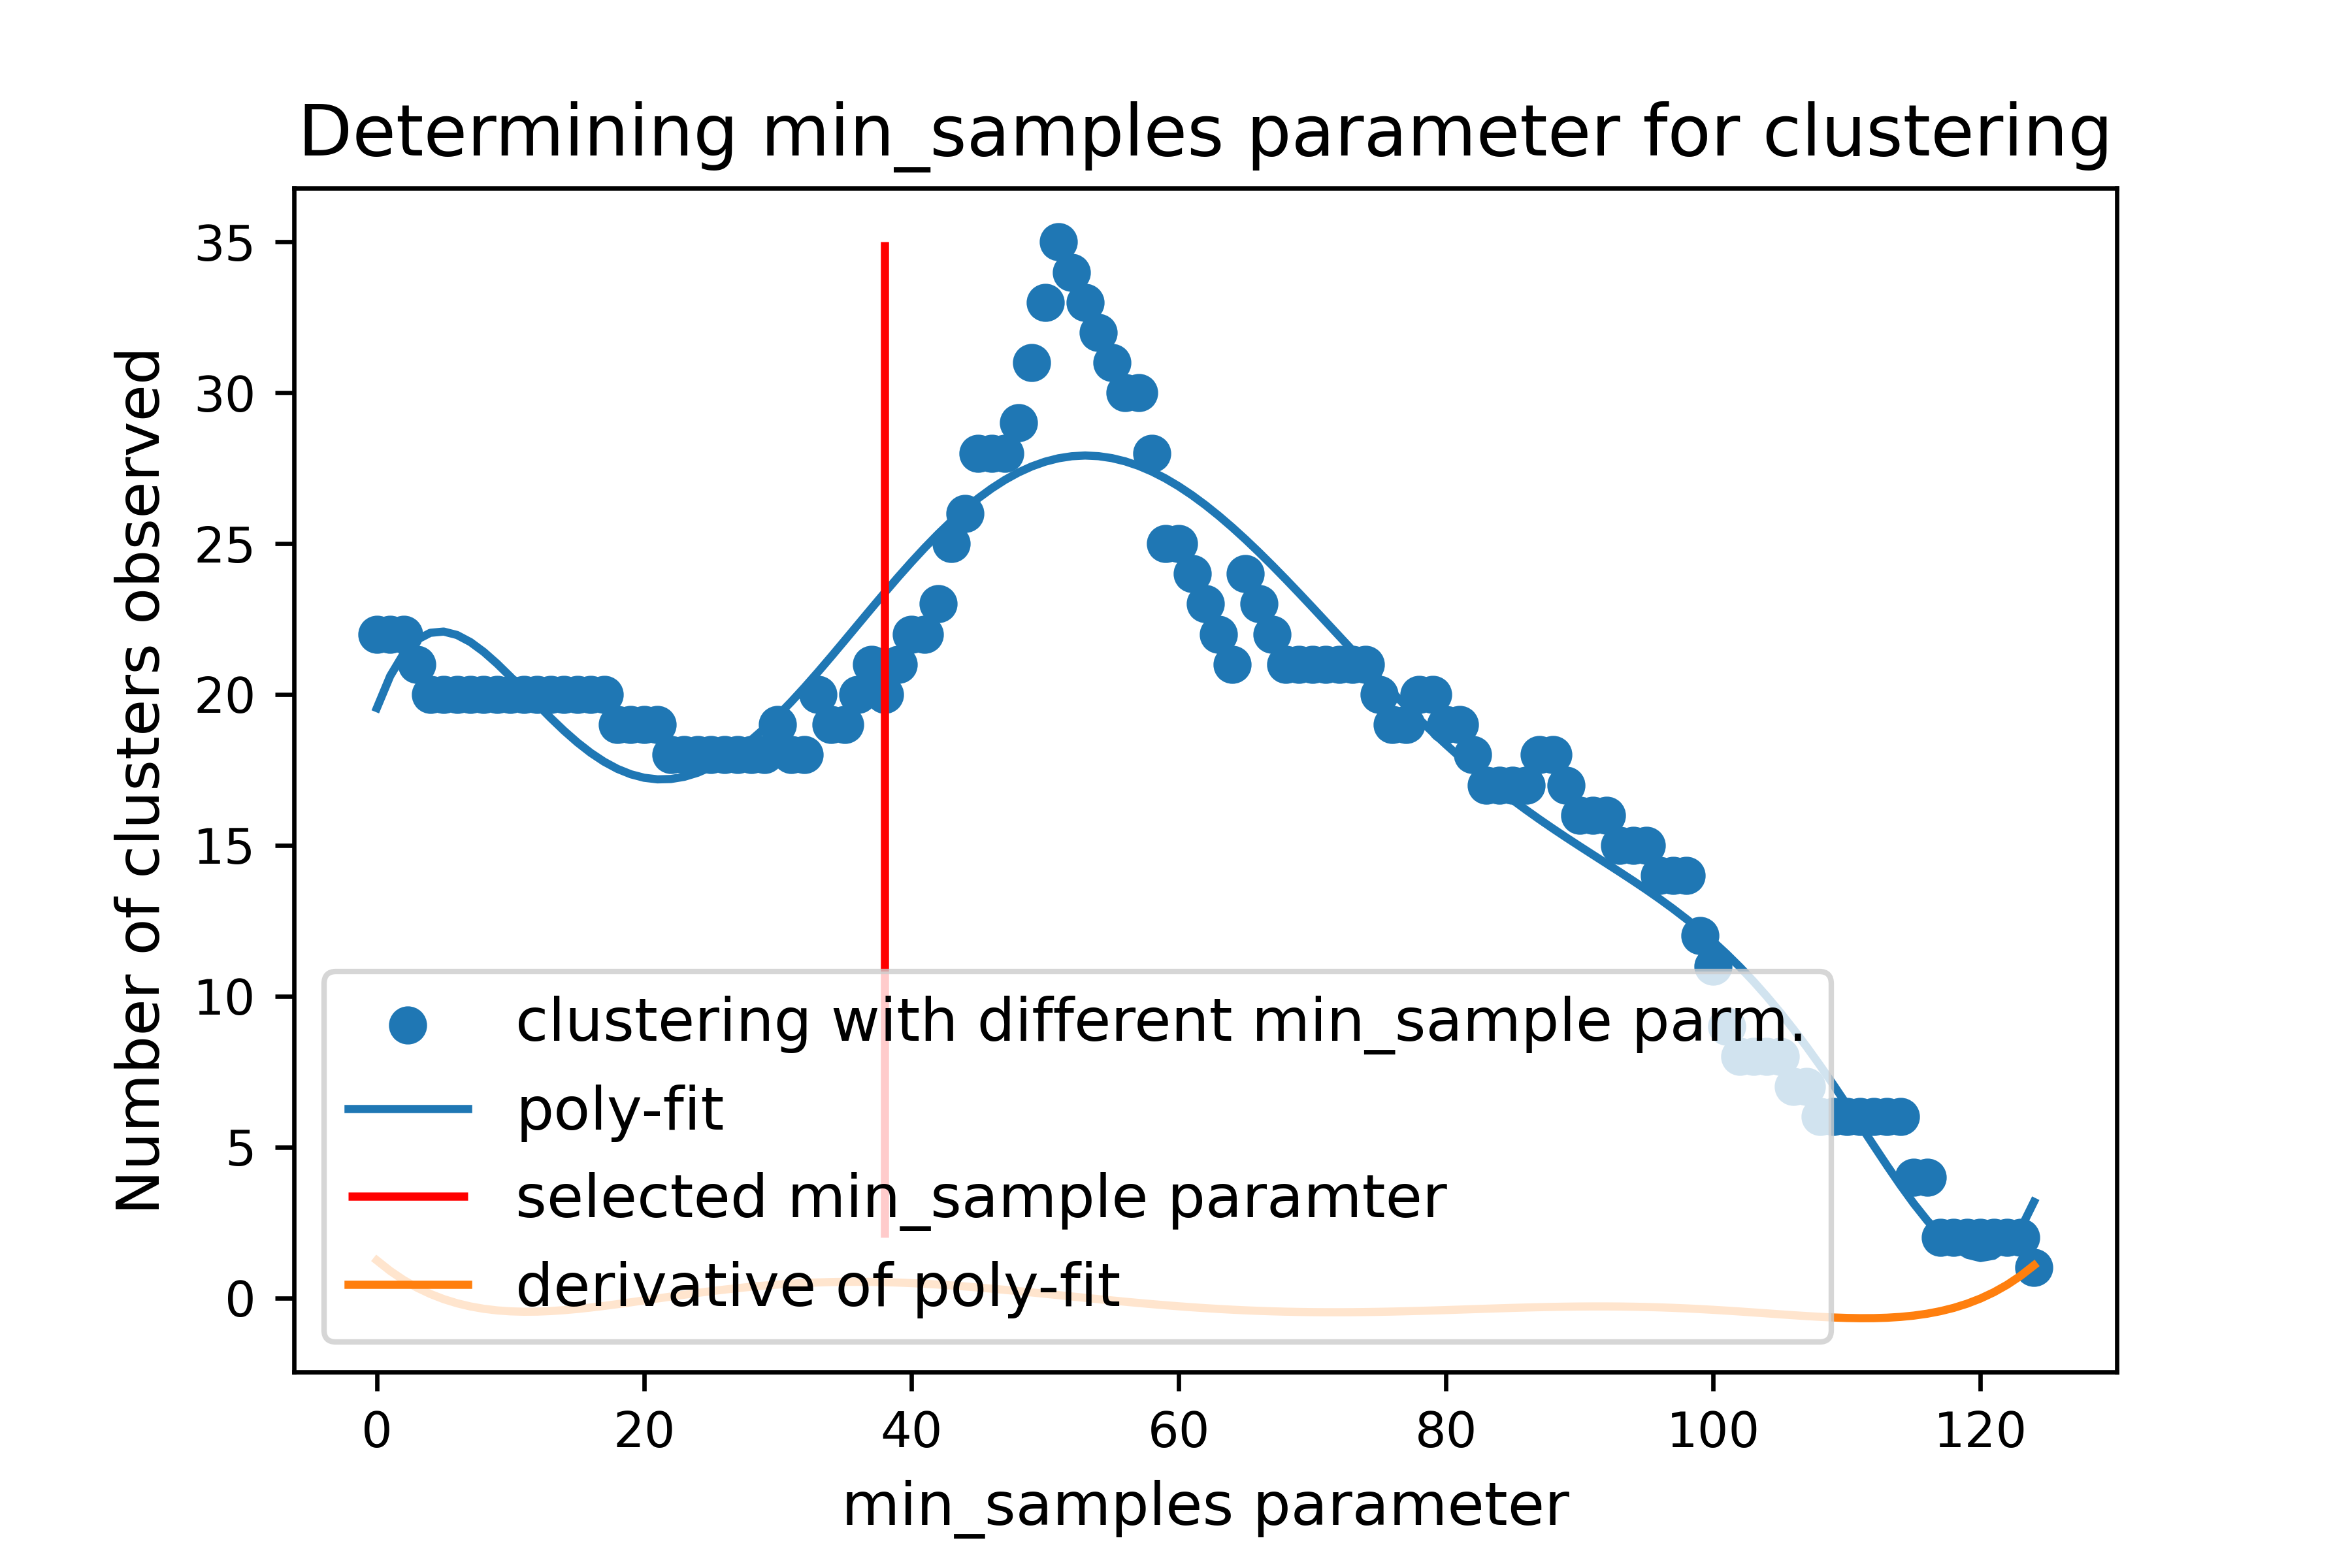 Determining min_samples parameter for clustering
Number of clusters observed
35
30
25
20
15
10
5
0
clustering with different min_sample parm.
poly-fit
selected min_sample paramter
derivative of poly-fit
0 20 40 60 80 100 120
min_samples parameter